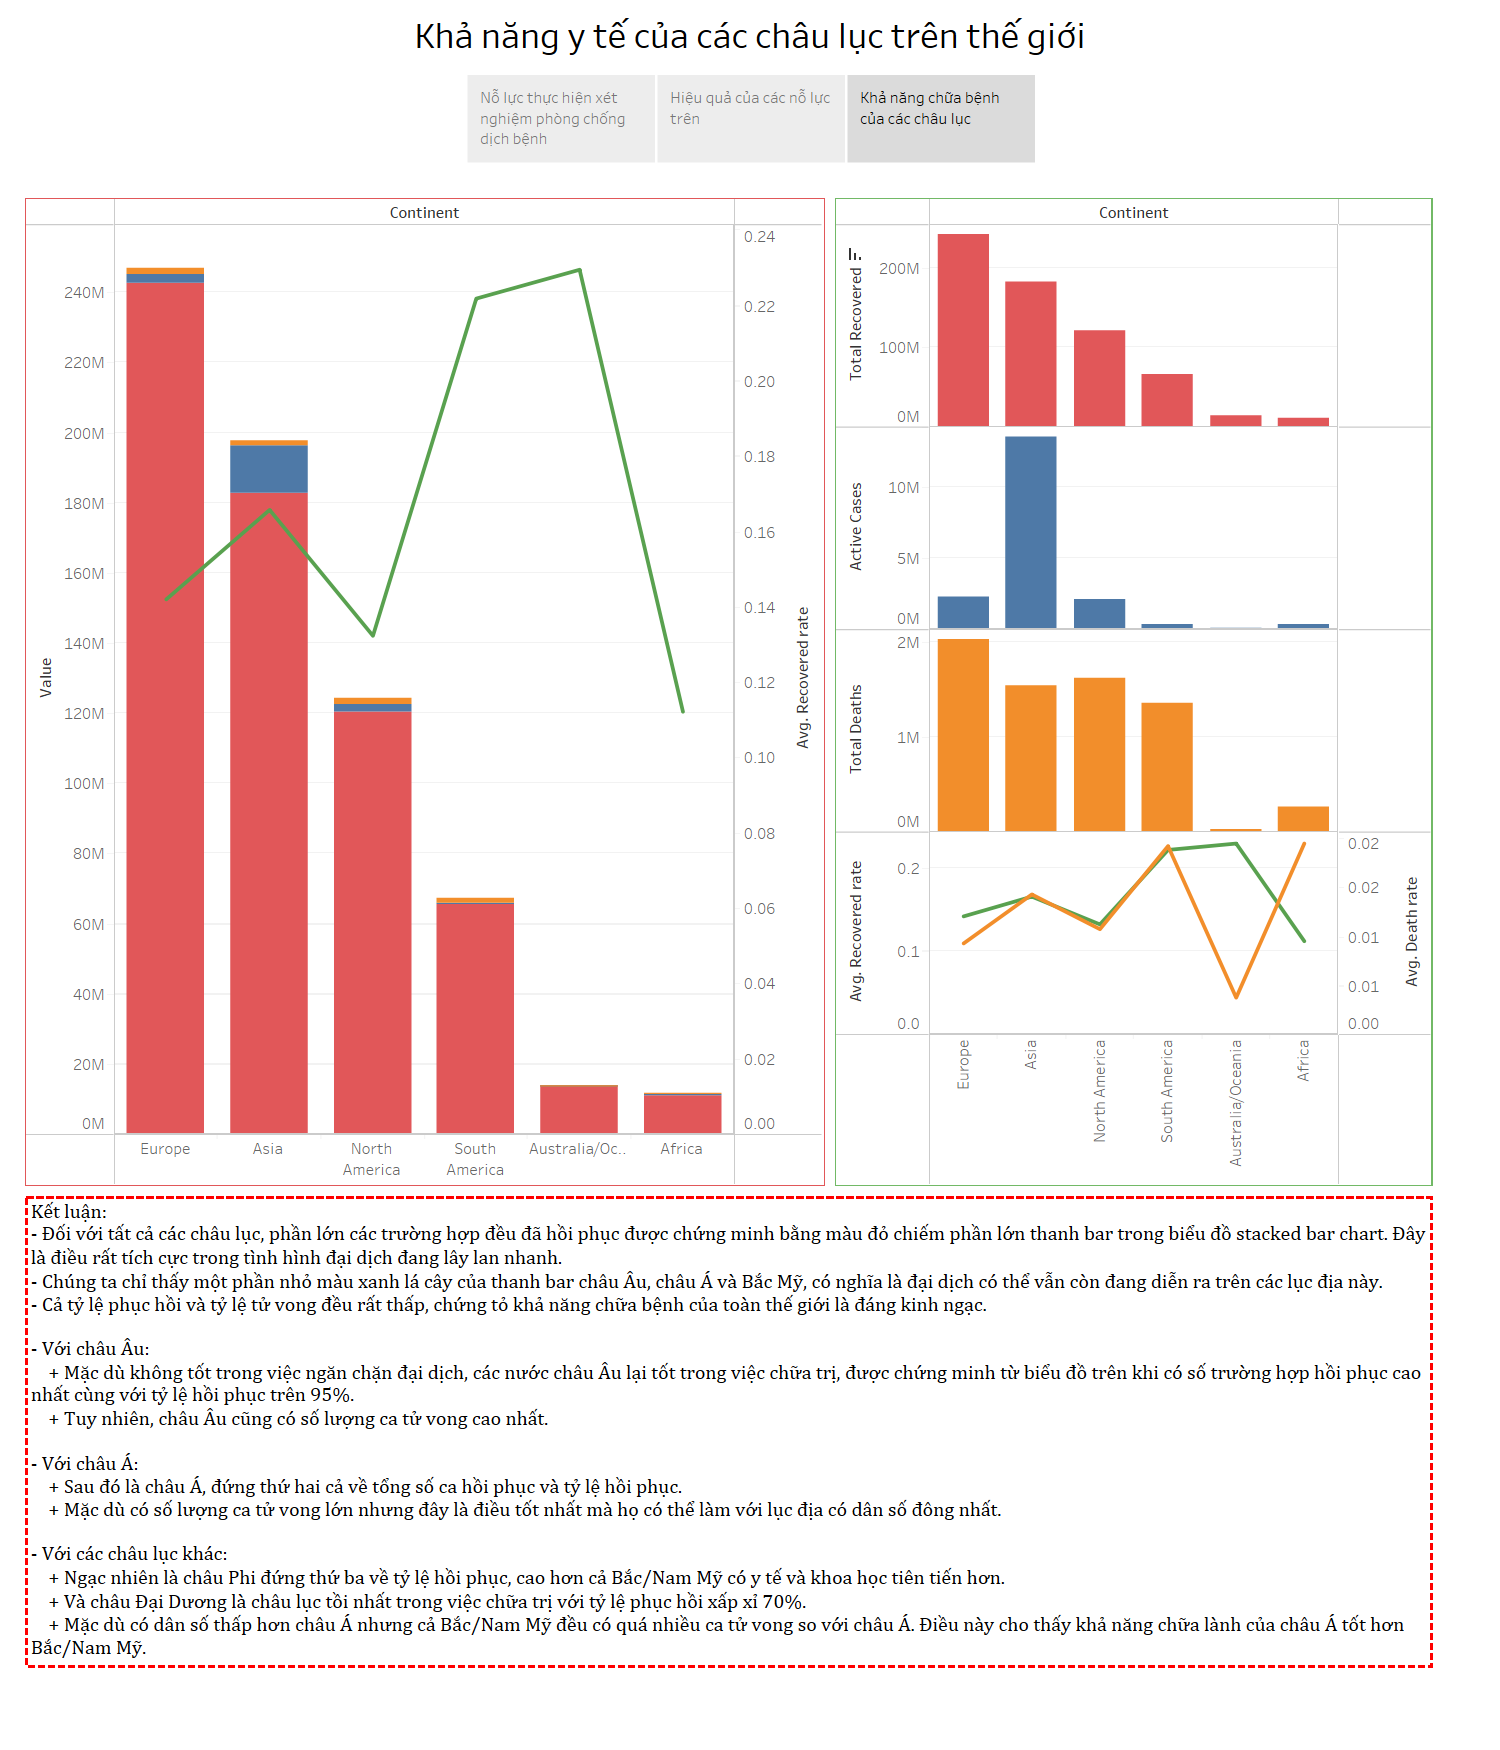 Khả năng y tế của các châu lục trên thế giới
Nỗ lực thực hiện xét
nghiệm phòng chống
dịch bệnh
Hiệu quả của các nỗ lực
trên
Khả năng chữa bệnh
của các châu lục
Continent
Value
240M
220M
200M
180M
160M
140M
120M
100M
80M
60M
40M
20M
0M
0.24
0.22
0.20
0.18
0.16
0.14
0.12
0.10
0.08
0.06
0.04
0.02
0.00
Avg. Recovered rate
Europe
Asia
North
America
South
America
Australia/Oc..
Africa
Continent
Total Recovered
200M
100M
0M
Active Cases
10M
5M
0M
Total Deaths
2M
1M
0M
Avg. Recovered rate
0.2
0.1
0.0
0.02
0.02
0.01
0.01
0.00
Avg. Death rate
Europe
Asia
North America
South America
Australia/Oceania
Africa
Kết luận:
- Đối với tất cả các châu lục, phần lớn các trường hợp đều đã hồi phục được chứng minh bằng màu đỏ chiếm phần lớn thanh bar trong biểu đồ stacked bar chart. Đây
là điều rất tích cực trong tình hình đại dịch đang lây lan nhanh.
- Chúng ta chỉ thấy một phần nhỏ màu xanh lá cây của thanh bar châu Âu, châu Á và Bắc Mỹ, có nghĩa là đại dịch có thể vẫn còn đang diễn ra trên các lục địa này.
- Cả tỷ lệ phục hồi và tỷ lệ tử vong đều rất thấp, chứng tỏ khả năng chữa bệnh của toàn thế giới là đáng kinh ngạc.
- Với châu Âu:
+ Mặc dù không tốt trong việc ngăn chặn đại dịch, các nước châu Âu lại tốt trong việc chữa trị, được chứng minh từ biểu đồ trên khi có số trường hợp hồi phục cao
nhất cùng với tỷ lệ hồi phục trên 95%.
+ Tuy nhiên, châu Âu cũng có số lượng ca tử vong cao nhất.
- Với châu Á:
+ Sau đó là châu Á, đứng thứ hai cả về tổng số ca hồi phục và tỷ lệ hồi phục.
+ Mặc dù có số lượng ca tử vong lớn nhưng đây là điều tốt nhất mà họ có thể làm với lục địa có dân số đông nhất.
- Với các châu lục khác:
+ Ngạc nhiên là châu Phi đứng thứ ba về tỷ lệ hồi phục, cao hơn cả Bắc/Nam Mỹ có y tế và khoa học tiên tiến hơn.
+ Và châu Đại Dương là châu lục tồi nhất trong việc chữa trị với tỷ lệ phục hồi xấp xỉ 70%.
+ Mặc dù có dân số thấp hơn châu Á nhưng cả Bắc/Nam Mỹ đều có quá nhiều ca tử vong so với châu Á. Điều này cho thấy khả năng chữa lành của châu Á tốt hơn
Bắc/Nam Mỹ.